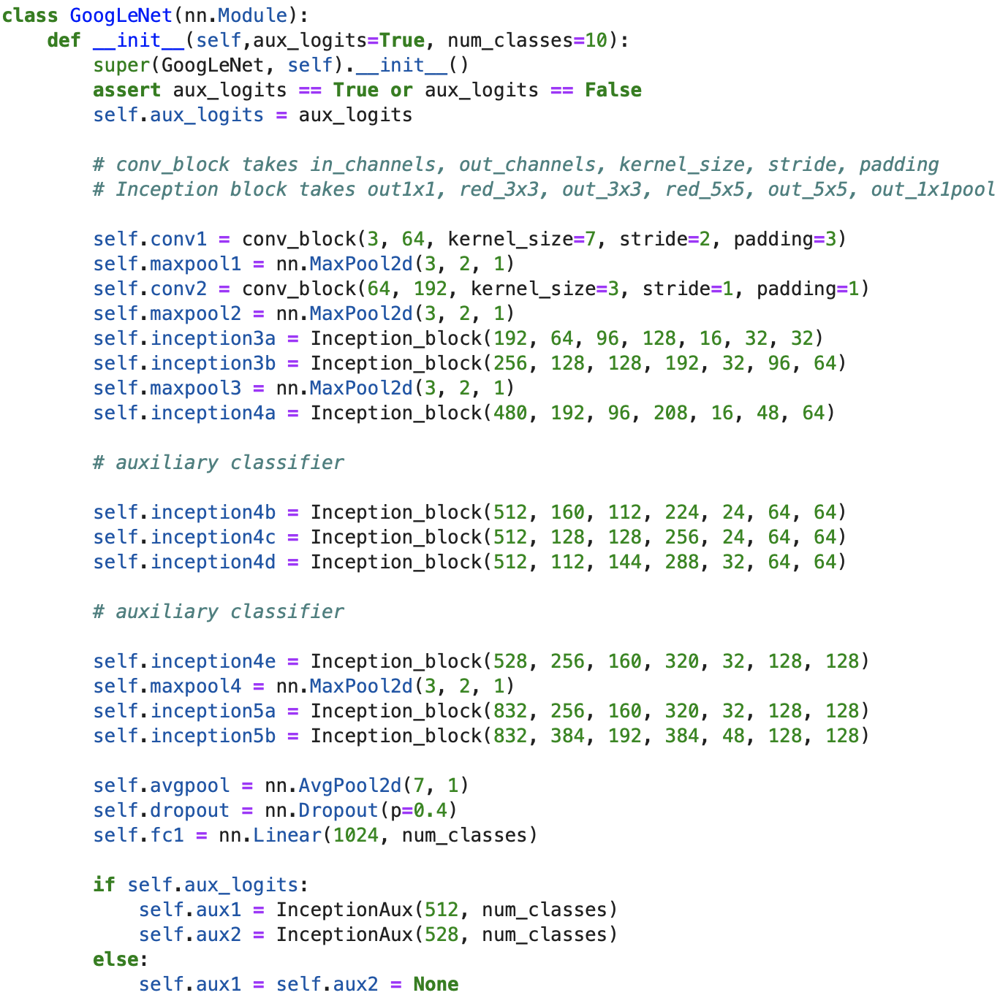 class GoogLeNet(nn.Module):
    def __init__(self,aux_logits=True, num_classes=10):
        super(GoogLeNet, self).__init__()
        assert aux_logits == True or aux_logits == False
        self.aux_logits = aux_logits

        # conv_block takes in_channels, out_channels, kernel_size, stride, padding
        # Inception block takes out1x1, red_3x3, out_3x3, red_5x5, out_5x5, out_1x1pool

        self.conv1 = conv_block(3, 64, kernel_size=7, stride=2, padding=3)
        self.maxpool1 = nn.MaxPool2d(3, 2, 1)
        self.conv2 = conv_block(64, 192, kernel_size=3, stride=1, padding=1)
        self.maxpool2 = nn.MaxPool2d(3, 2, 1)
        self.inception3a = Inception_block(192, 64, 96, 128, 16, 32, 32)
        self.inception3b = Inception_block(256, 128, 128, 192, 32, 96, 64)
        self.maxpool3 = nn.MaxPool2d(3, 2, 1)
        self.inception4a = Inception_block(480, 192, 96, 208, 16, 48, 64)

        # auxiliary classifier

        self.inception4b = Inception_block(512, 160, 112, 224, 24, 64, 64)
        self.inception4c = Inception_block(512, 128, 128, 256, 24, 64, 64)
        self.inception4d = Inception_block(512, 112, 144, 288, 32, 64, 64)

        # auxiliary classifier

        self.inception4e = Inception_block(528, 256, 160, 320, 32, 128, 128)
        self.maxpool4 = nn.MaxPool2d(3, 2, 1)
        self.inception5a = Inception_block(832, 256, 160, 320, 32, 128, 128)
        self.inception5b = Inception_block(832, 384, 192, 384, 48, 128, 128)

        self.avgpool = nn.AvgPool2d(7, 1)
        self.dropout = nn.Dropout(p=0.4)
        self.fc1 = nn.Linear(1024, num_classes)

        if self.aux_logits:
            self.aux1 = InceptionAux(512, num_classes)
            self.aux2 = InceptionAux(528, num_classes)
        else:
            self.aux1 = self.aux2 = None